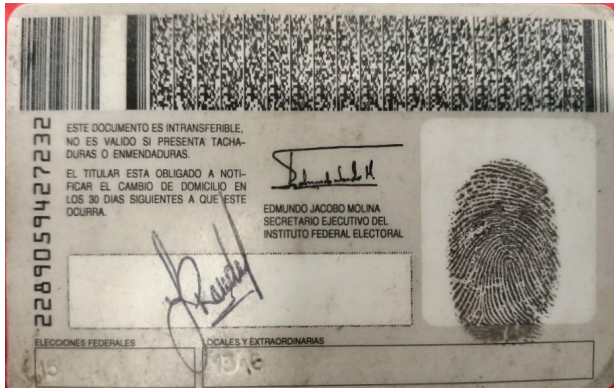 2289059427232
ESTE DOCUMENTO ES INTRANSFERIBLE,
NO ES VALIDO SI PRESENTA TACHA-
DURAS O ENMENDADURAS.
EL TITULAR ESTA OBLIGADO A NOTI-
FICAR EL CAMBIO DE DOMICILIO EN
LOS 30 DIAS SIGUIENTES A QUE ESTE
OCURRA.
EDMUNDO JACOBO MOLINA
SECRETARIO EJECUTIVO DEL
INSTITUTO FEDERAL ELECTORAL
ELECCIONES FEDERALES
LOCALES Y EXTRAORDINARIAS
15